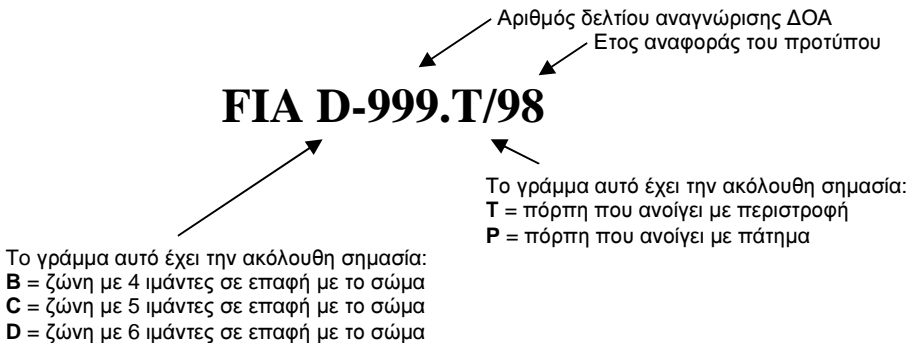 Αριθμός δελτίου αναγνώρισης ΔΟΑ
Ετος αναφοράς του προτύπου
FIA D-999.T/98
Το γράμμα αυτό έχει την ακόλουθη σημασία:
T = πόρπη που ανοίγει με περιστροφή
P = πόρπη που ανοίγει με πάτημα
Το γράμμα αυτό έχει την ακόλουθη σημασία:
B = ζώνη με 4 ιμάντες σε επαφή με το σώμα
C = ζώνη με 5 ιμάντες σε επαφή με το σώμα
D = ζώνη με 6 ιμάντες σε επαφή με το σώμα